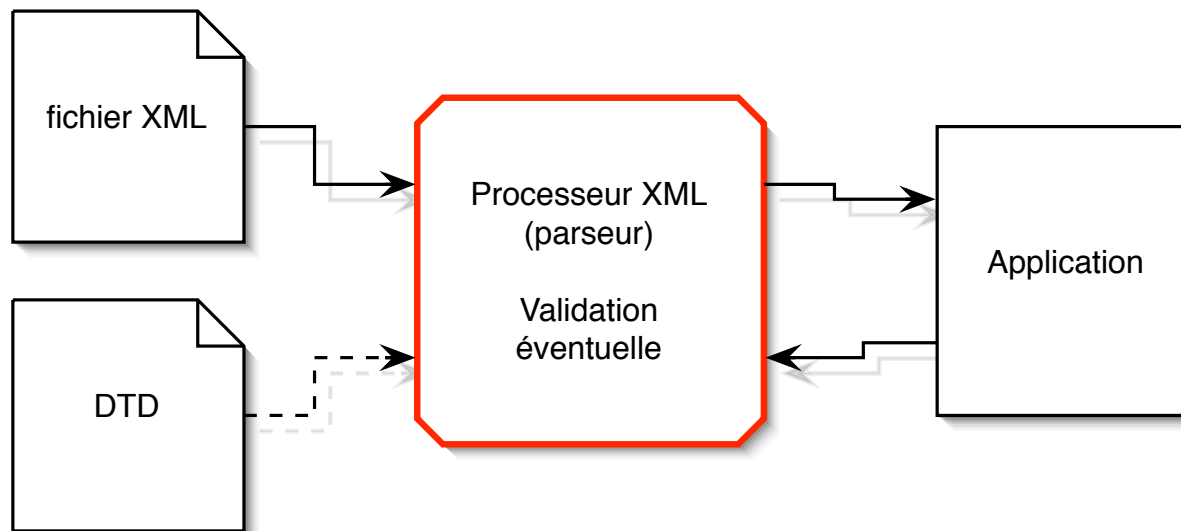 fichier XML
Processeur XML
(parseur)
Validation
éventuelle
Application
DTD